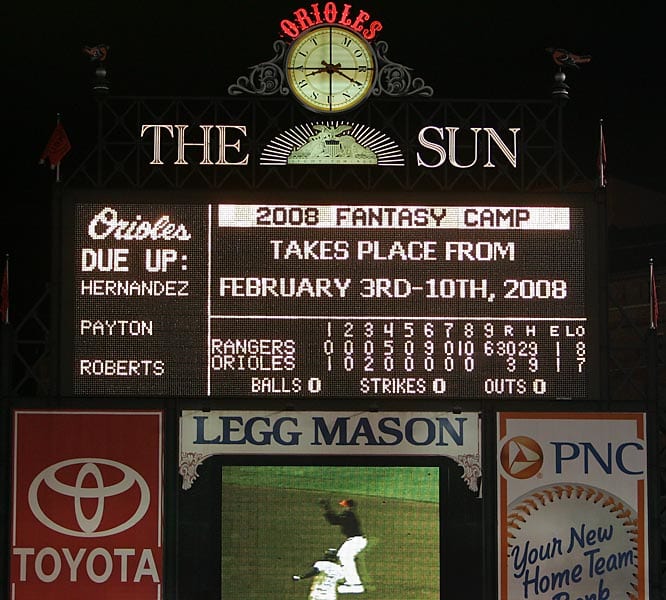 ORIOLES
THE SUN
Orioles
DUE UP:
HERNANDEZ
PAYTON
ROBERTS
2008 FANTASY CAMP
TAKES PLACE FROM
FEBRUARY 3RD-10TH, 2008
1 2 3 4 5 6 7 8 9 R H E LO
RANGERS 0 0 0 5 0 9 0 10 6 30 29 1 8
ORIOLES 1 0 2 0 0 0 0 0 3 9 1 7
BALLS 0 STRIKES 0 OUTS 0
TOYOTA
LEGG MASON
PNC
Your New
Home Team
Bank